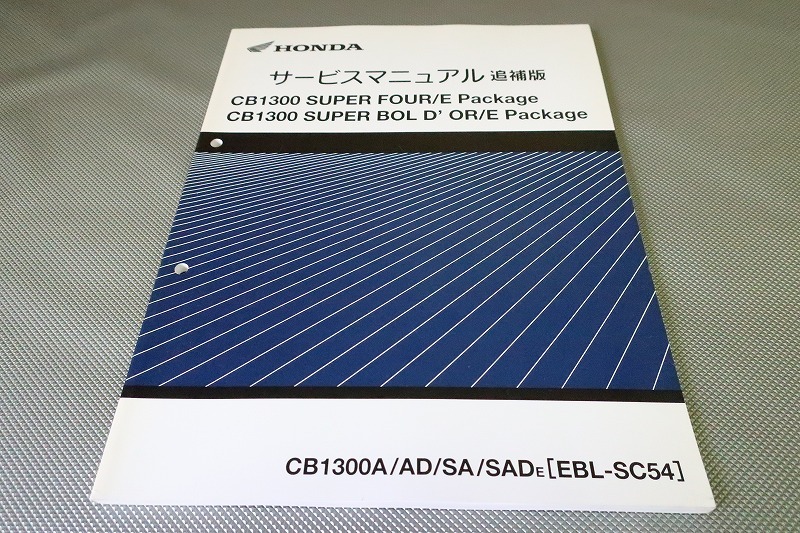 HONDA
サービスマニュアル 追補版
CB1300 SUPER FOUR/E Package
CB1300 SUPER BOL D' OR/E Package
CB1300A/AD/SA/SADE[EBL-SC54]